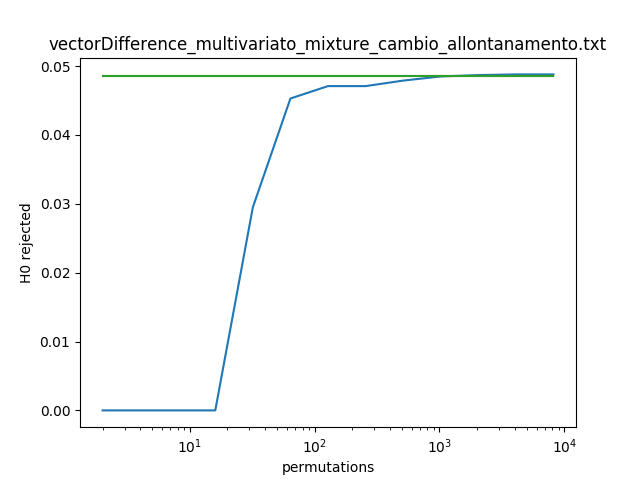 vectorDifference_multivariato_mixture_cambio_allontanamento.txt
0.05
0.04
0.03
0.02
0.01
0.00
H0 rejected
10¹ 10² 10³ 10⁴
permutations